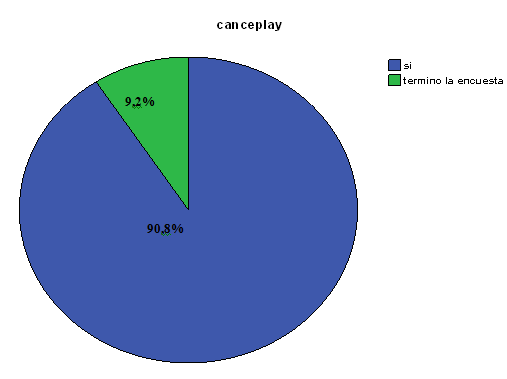 canceplay
si
termino la encuesta
9,2%
90,8%